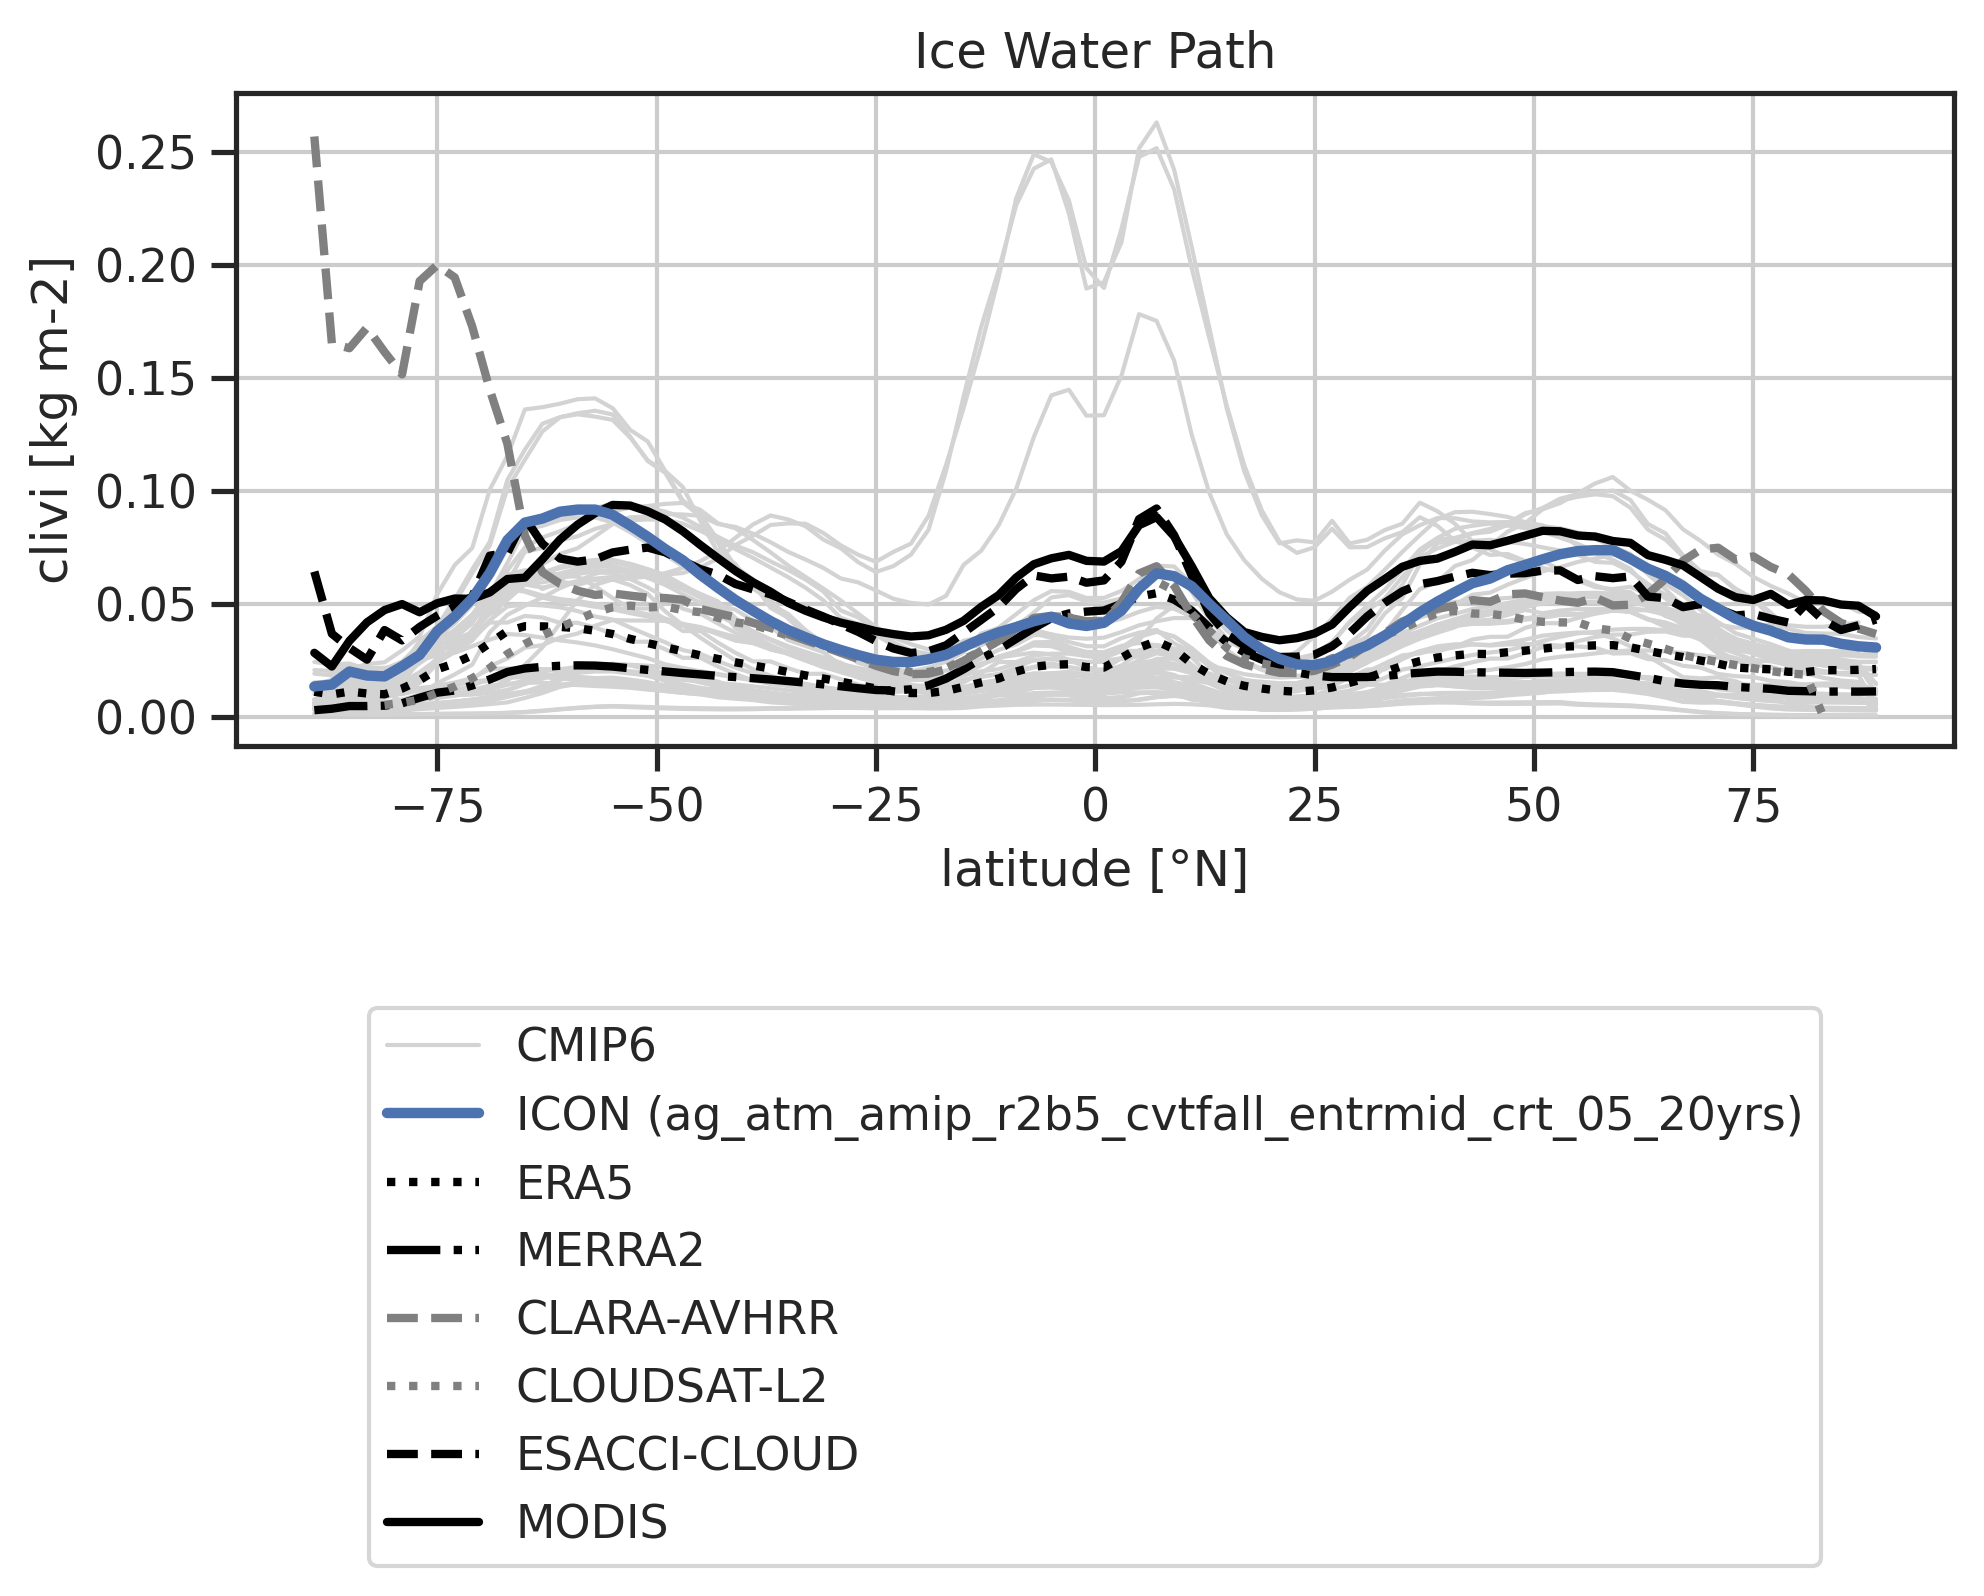 Ice Water Path
clivi [kg m-2]
0.25
0.20
0.15
0.10
0.05
0.00
−75 −50 −25 0 25 50 75
latitude [°N]
CMIP6
ICON (ag_atm_amip_r2b5_cvtfall_entrmid_crt_05_20yrs)
ERA5
MERRA2
CLARA-AVHRR
CLOUDSAT-L2
ESACCI-CLOUD
MODIS